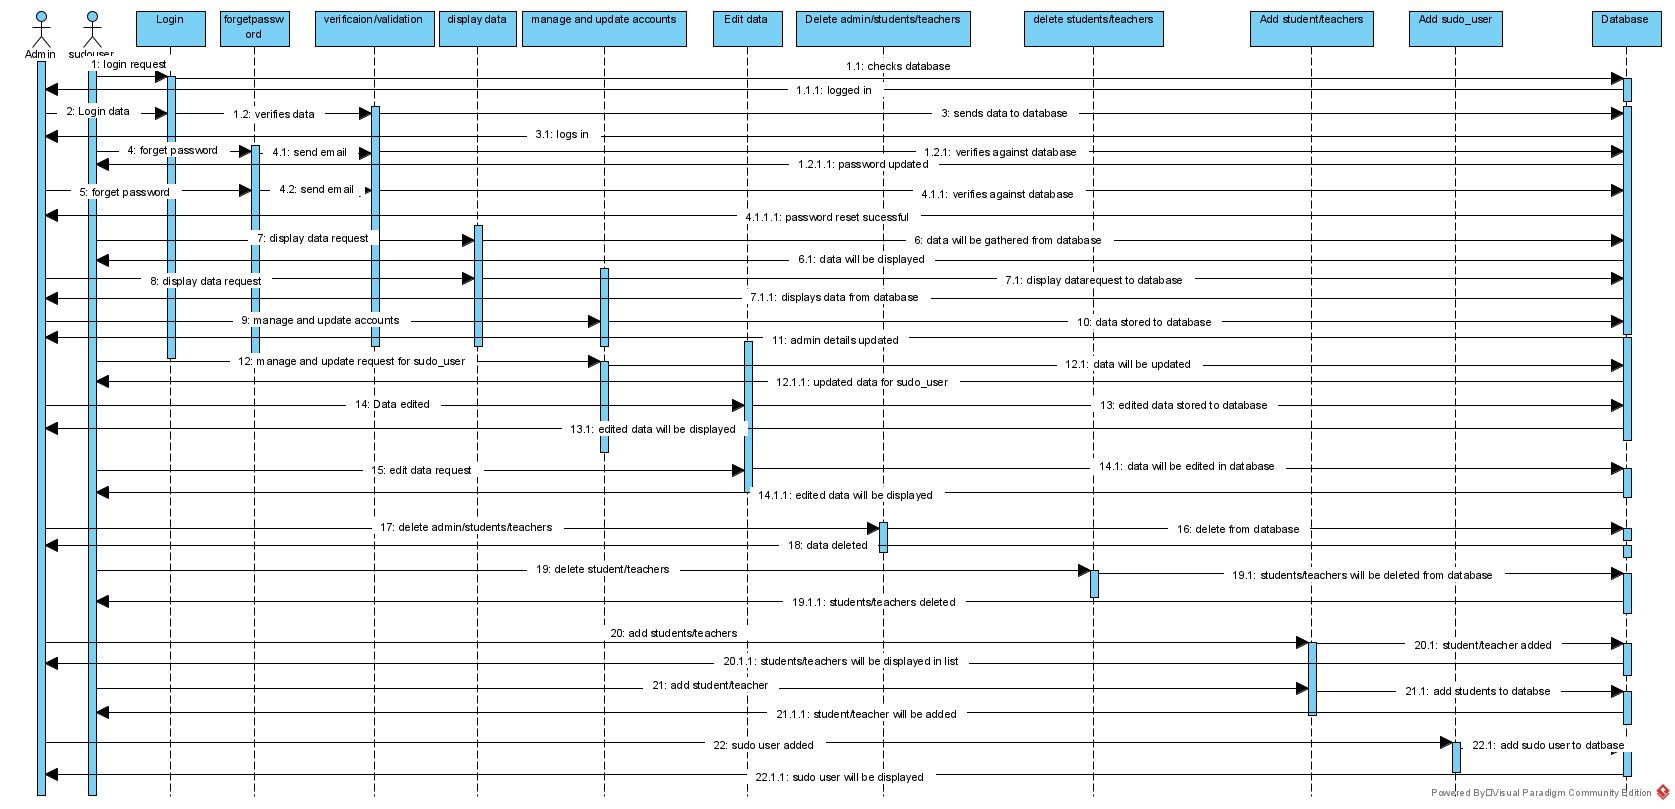 Login
forgetpassw
ord
verificaion/validation
display data
manage and update accounts
Edit data
Delete admin/students/teachers
delete students/teachers
Add student/teachers
Add sudo_user
Database
Admin
sudouser
1: login request
1.1: checks database
1.1.1: logged in
2: Login data
1.2: verifies data
3: sends data to database
3.1: logs in
4: forget password
4.1: send email
1.2.1: verifies against database
1.2.1.1: password updated
5: forget password
4.2: send email
4.1.1: verifies against database
4.1.1.1: password reset sucessful
7: display data request
6: data will be gathered from database
6.1: data will be displayed
8: display data request
7.1: display datarequest to database
7.1.1: displays data from database
9: manage and update accounts
10: data stored to database
11: admin details updated
12: manage and update request for sudo_user
12.1: data will be updated
12.1.1: updated data for sudo_user
14: Data edited
13: edited data stored to database
13.1: edited data will be displayed
15: edit data request
14.1: data will be edited in database
14.1.1: edited data will be displayed
17: delete admin/students/teachers
16: delete from database
18: data deleted
19: delete student/teachers
19.1: students/teachers will be deleted from database
19.1.1: students/teachers deleted
20: add students/teachers
20.1: student/teacher added
20.1.1: students/teachers will be displayed in list
21: add student/teacher
21.1: add students to databse
21.1.1: student/teacher will be added
22: sudo user added
22.1: add sudo user to datbase
22.1.1: sudo user will be displayed
Powered By Visual Paradigm Community Edition